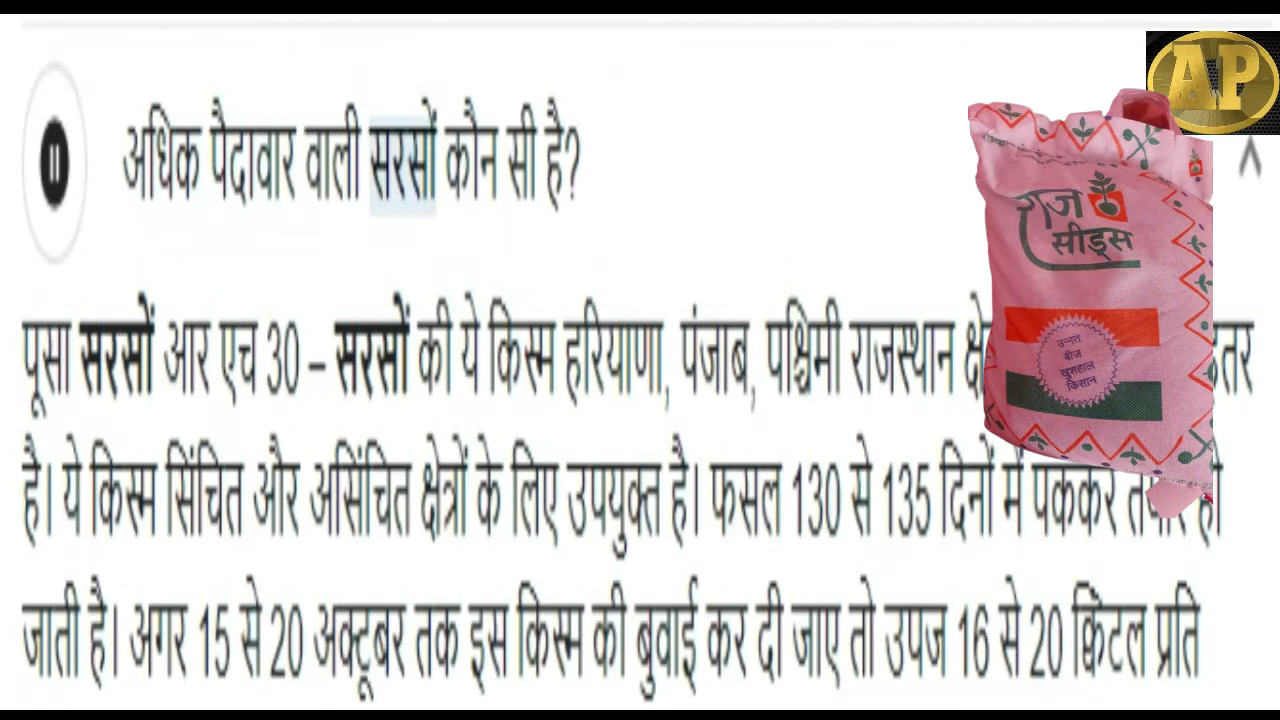 AP
अधिक पैदावार वाली सरसों कौन सी है?
राज
सीड्स
पूसा सरसों आर एच 30 – सरसों की ये किस्म हरियाणा, पंजाब, पश्चिमी राजस्थान
उन्नत
बीज
खुशहाल
किसान
है। ये किस्म सिंचित और असिंचित क्षेत्रों के लिए उपयुक्त है। फसल 130 से 135 दिनों में पककर
जाती है। अगर 15 से 20 अक्टूबर तक इस किस्म की बुवाई कर दी जाए तो उपज 16 से 20 क्विंटल प्रति